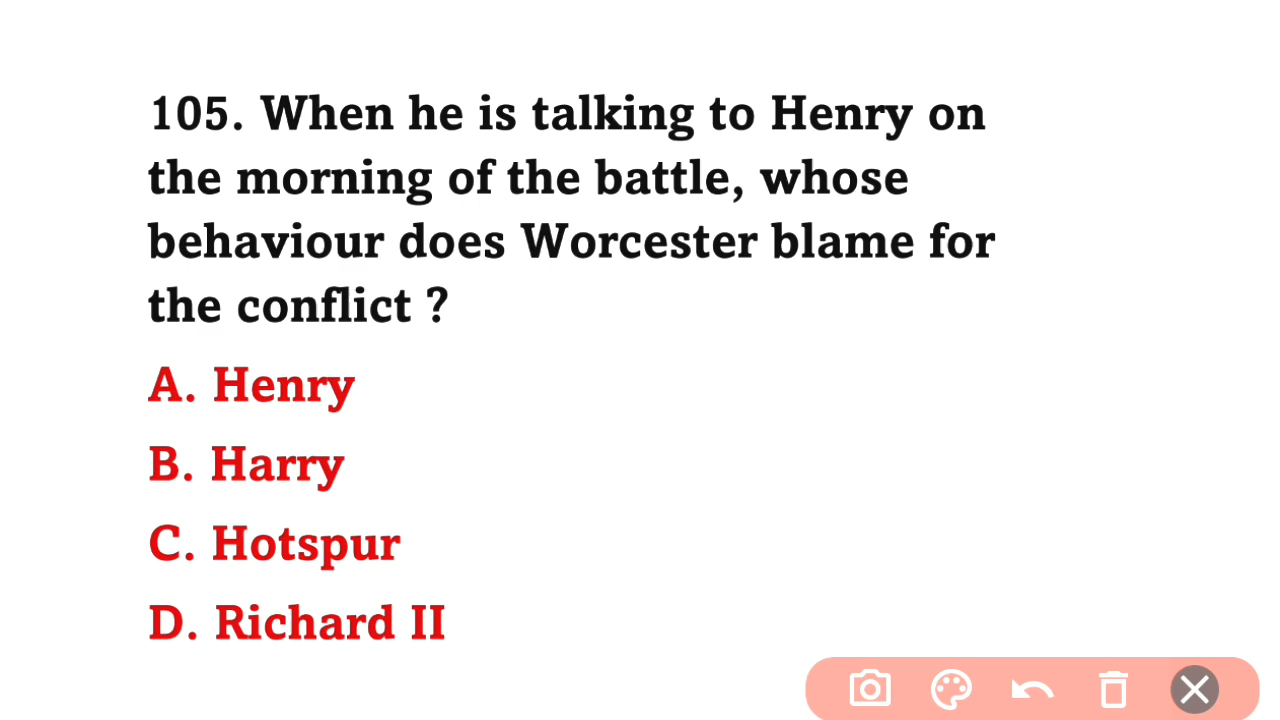 105. When he is talking to Henry on
the morning of the battle, whose
behaviour does Worcester blame for
the conflict ?
A. Henry
B. Harry
C. Hotspur
D. Richard II